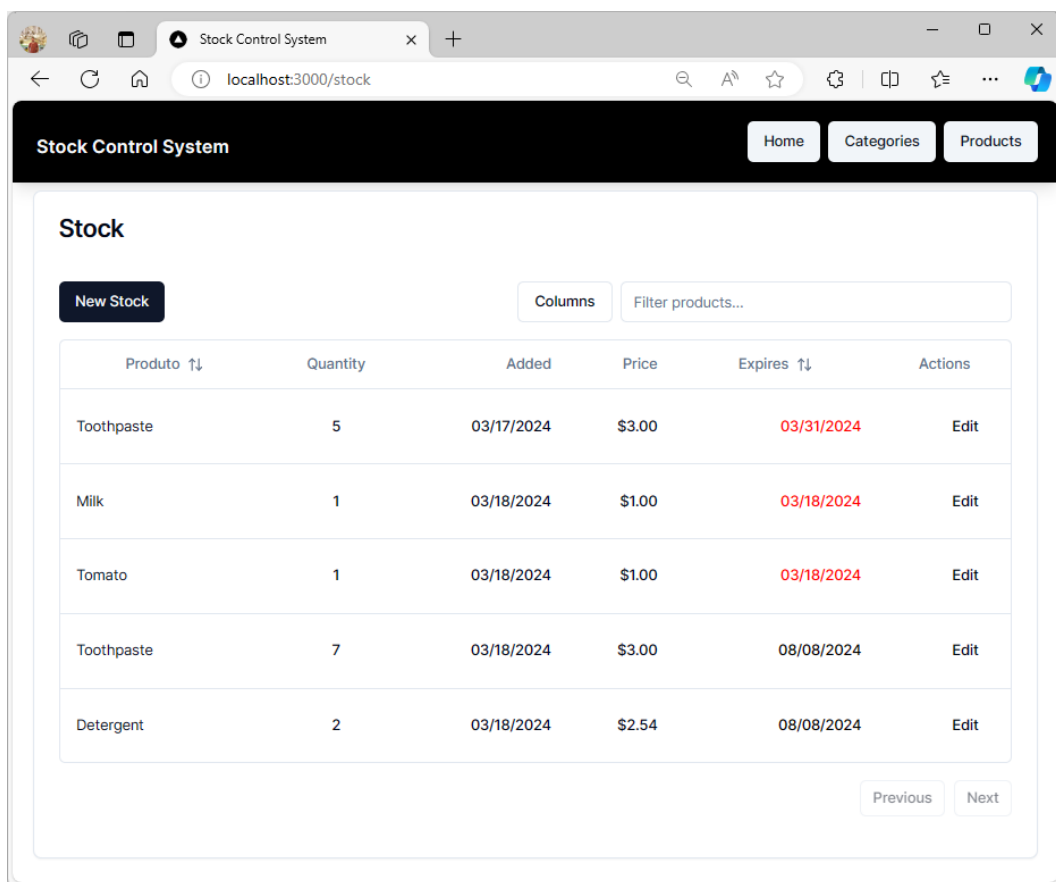 Stock Control System
localhost:3000/stock
Stock Control System Home Categories Products
Stock
New Stock Columns Filter products...
Produto Quantity Added Price Expires Actions
Toothpaste 5 03/17/2024 $3.00 03/31/2024 Edit
Milk 1 03/18/2024 $1.00 03/18/2024 Edit
Tomato 1 03/18/2024 $1.00 03/18/2024 Edit
Toothpaste 7 03/18/2024 $3.00 08/08/2024 Edit
Detergent 2 03/18/2024 $2.54 08/08/2024 Edit
Previous Next